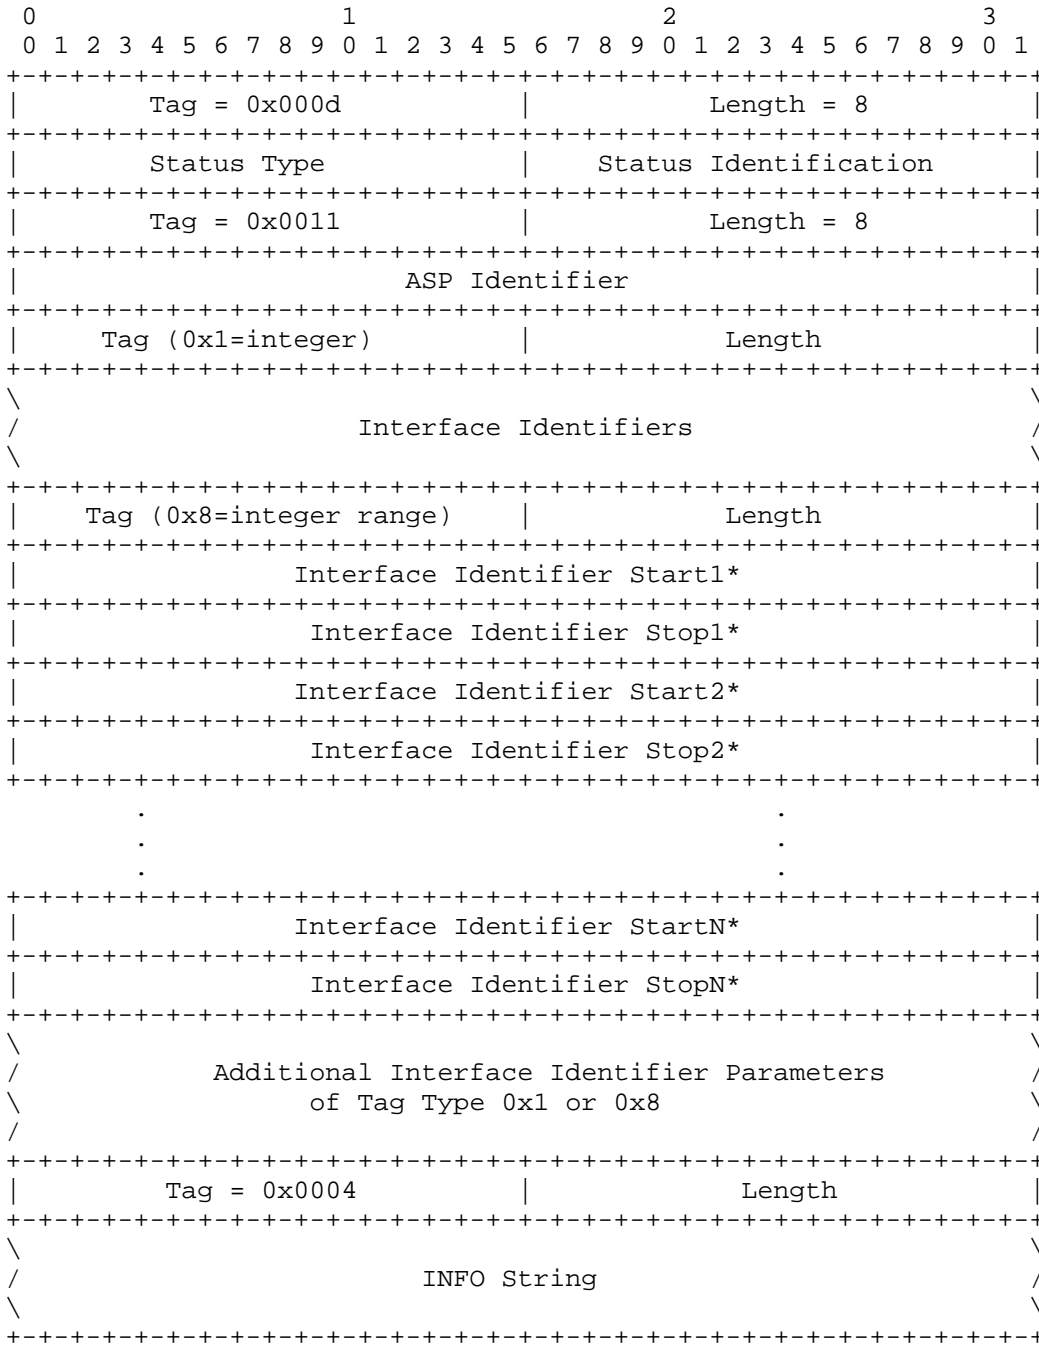 0                   1                   2                   3
 0 1 2 3 4 5 6 7 8 9 0 1 2 3 4 5 6 7 8 9 0 1 2 3 4 5 6 7 8 9 0 1
+-+-+-+-+-+-+-+-+-+-+-+-+-+-+-+-+-+-+-+-+-+-+-+-+-+-+-+-+-+-+-+-+
|        Tag = 0x000d           |           Length = 8          |
+-+-+-+-+-+-+-+-+-+-+-+-+-+-+-+-+-+-+-+-+-+-+-+-+-+-+-+-+-+-+-+-+
|        Status Type            |    Status Identification      |
+-+-+-+-+-+-+-+-+-+-+-+-+-+-+-+-+-+-+-+-+-+-+-+-+-+-+-+-+-+-+-+-+
|        Tag = 0x0011           |           Length = 8          |
+-+-+-+-+-+-+-+-+-+-+-+-+-+-+-+-+-+-+-+-+-+-+-+-+-+-+-+-+-+-+-+-+
|                        ASP Identifier                         |
+-+-+-+-+-+-+-+-+-+-+-+-+-+-+-+-+-+-+-+-+-+-+-+-+-+-+-+-+-+-+-+-+
|     Tag (0x1=integer)         |            Length             |
+-+-+-+-+-+-+-+-+-+-+-+-+-+-+-+-+-+-+-+-+-+-+-+-+-+-+-+-+-+-+-+-+
\                                                               \
/                     Interface Identifiers                     /
\                                                               \
+-+-+-+-+-+-+-+-+-+-+-+-+-+-+-+-+-+-+-+-+-+-+-+-+-+-+-+-+-+-+-+-+
|    Tag (0x8=integer range)    |            Length             |
+-+-+-+-+-+-+-+-+-+-+-+-+-+-+-+-+-+-+-+-+-+-+-+-+-+-+-+-+-+-+-+-+
|                 Interface Identifier Start1*                  |
+-+-+-+-+-+-+-+-+-+-+-+-+-+-+-+-+-+-+-+-+-+-+-+-+-+-+-+-+-+-+-+-+
|                  Interface Identifier Stop1*                  |
+-+-+-+-+-+-+-+-+-+-+-+-+-+-+-+-+-+-+-+-+-+-+-+-+-+-+-+-+-+-+-+-+
|                 Interface Identifier Start2*                  |
+-+-+-+-+-+-+-+-+-+-+-+-+-+-+-+-+-+-+-+-+-+-+-+-+-+-+-+-+-+-+-+-+
|                  Interface Identifier Stop2*                  |
+-+-+-+-+-+-+-+-+-+-+-+-+-+-+-+-+-+-+-+-+-+-+-+-+-+-+-+-+-+-+-+-+
        .                                       .
        .                                       .
        .                                       .
+-+-+-+-+-+-+-+-+-+-+-+-+-+-+-+-+-+-+-+-+-+-+-+-+-+-+-+-+-+-+-+-+
|                 Interface Identifier StartN*                  |
+-+-+-+-+-+-+-+-+-+-+-+-+-+-+-+-+-+-+-+-+-+-+-+-+-+-+-+-+-+-+-+-+
|                  Interface Identifier StopN*                  |
+-+-+-+-+-+-+-+-+-+-+-+-+-+-+-+-+-+-+-+-+-+-+-+-+-+-+-+-+-+-+-+-+
\                                                               \
/            Additional Interface Identifier Parameters         /
\                  of Tag Type 0x1 or 0x8                       \
/                                                               /
+-+-+-+-+-+-+-+-+-+-+-+-+-+-+-+-+-+-+-+-+-+-+-+-+-+-+-+-+-+-+-+-+
|         Tag = 0x0004          |             Length            |
+-+-+-+-+-+-+-+-+-+-+-+-+-+-+-+-+-+-+-+-+-+-+-+-+-+-+-+-+-+-+-+-+
\                                                               \
/                         INFO String                           /
\                                                               \
+-+-+-+-+-+-+-+-+-+-+-+-+-+-+-+-+-+-+-+-+-+-+-+-+-+-+-+-+-+-+-+-+